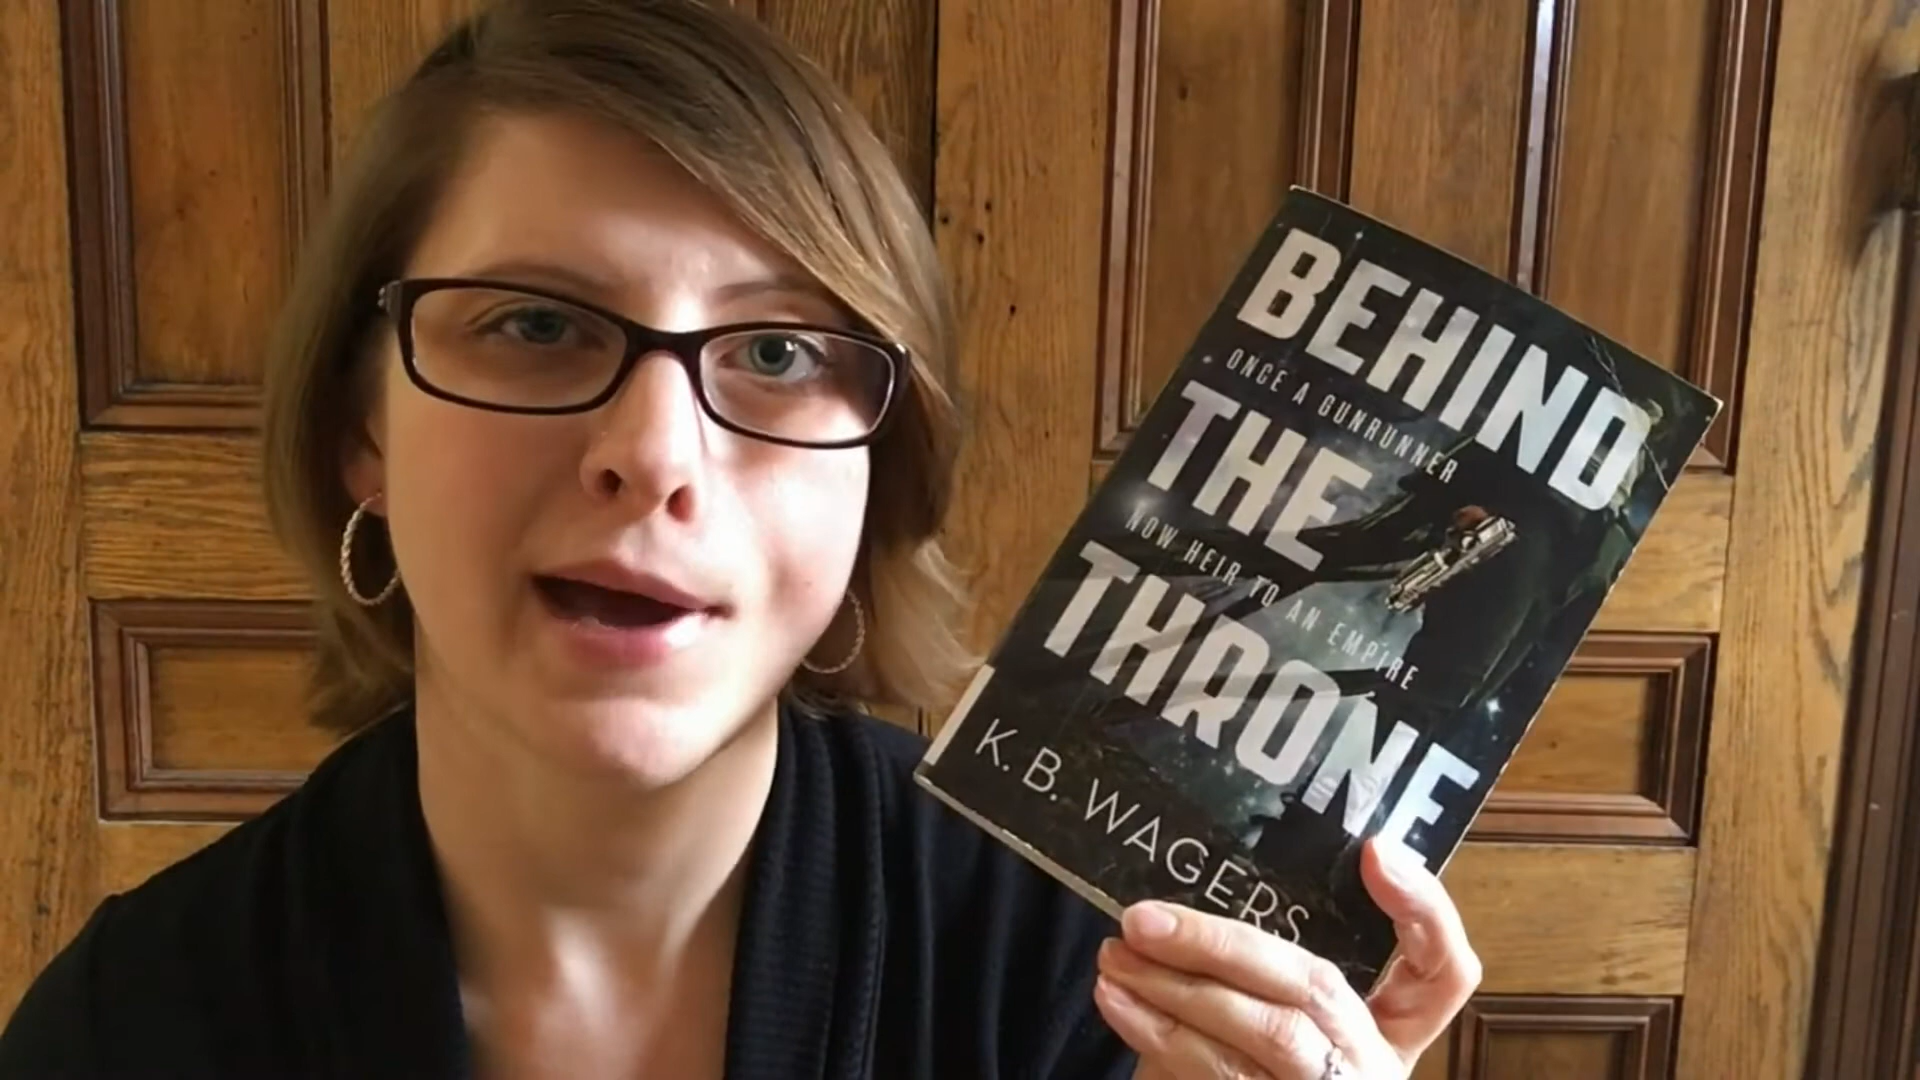 BEHIND
ONCE A GUNRUNNER
THE
NOW HEIR TO AN EMPIRE
THRONE
K. B. WAGERS